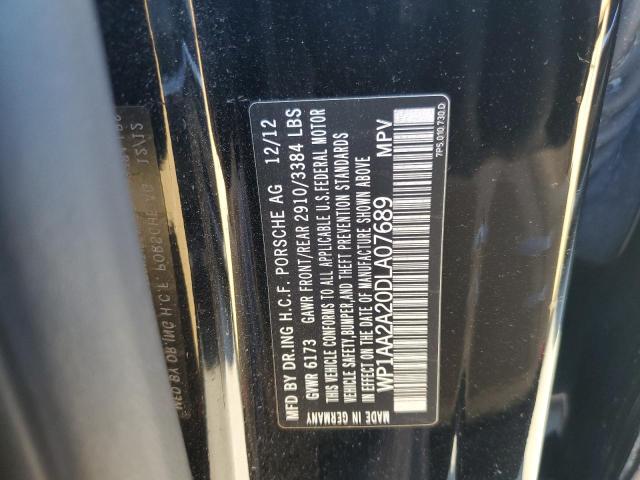 MFD BY DR.ING H.C.F. PORSCHE AG 12/12
GVWR 6173 GAWR FRONT/REAR 2910/3384 LBS
THIS VEHICLE CONFORMS TO ALL APPLICABLE U.S.FEDERAL MOTOR
VEHICLE SAFETY,BUMPER,AND THEFT PREVENTION STANDARDS
IN EFFECT ON THE DATE OF MANUFACTURE SHOWN ABOVE
WP1AA2A20DLA07689 MPV
MADE IN GERMANY
7P5.010.730.D